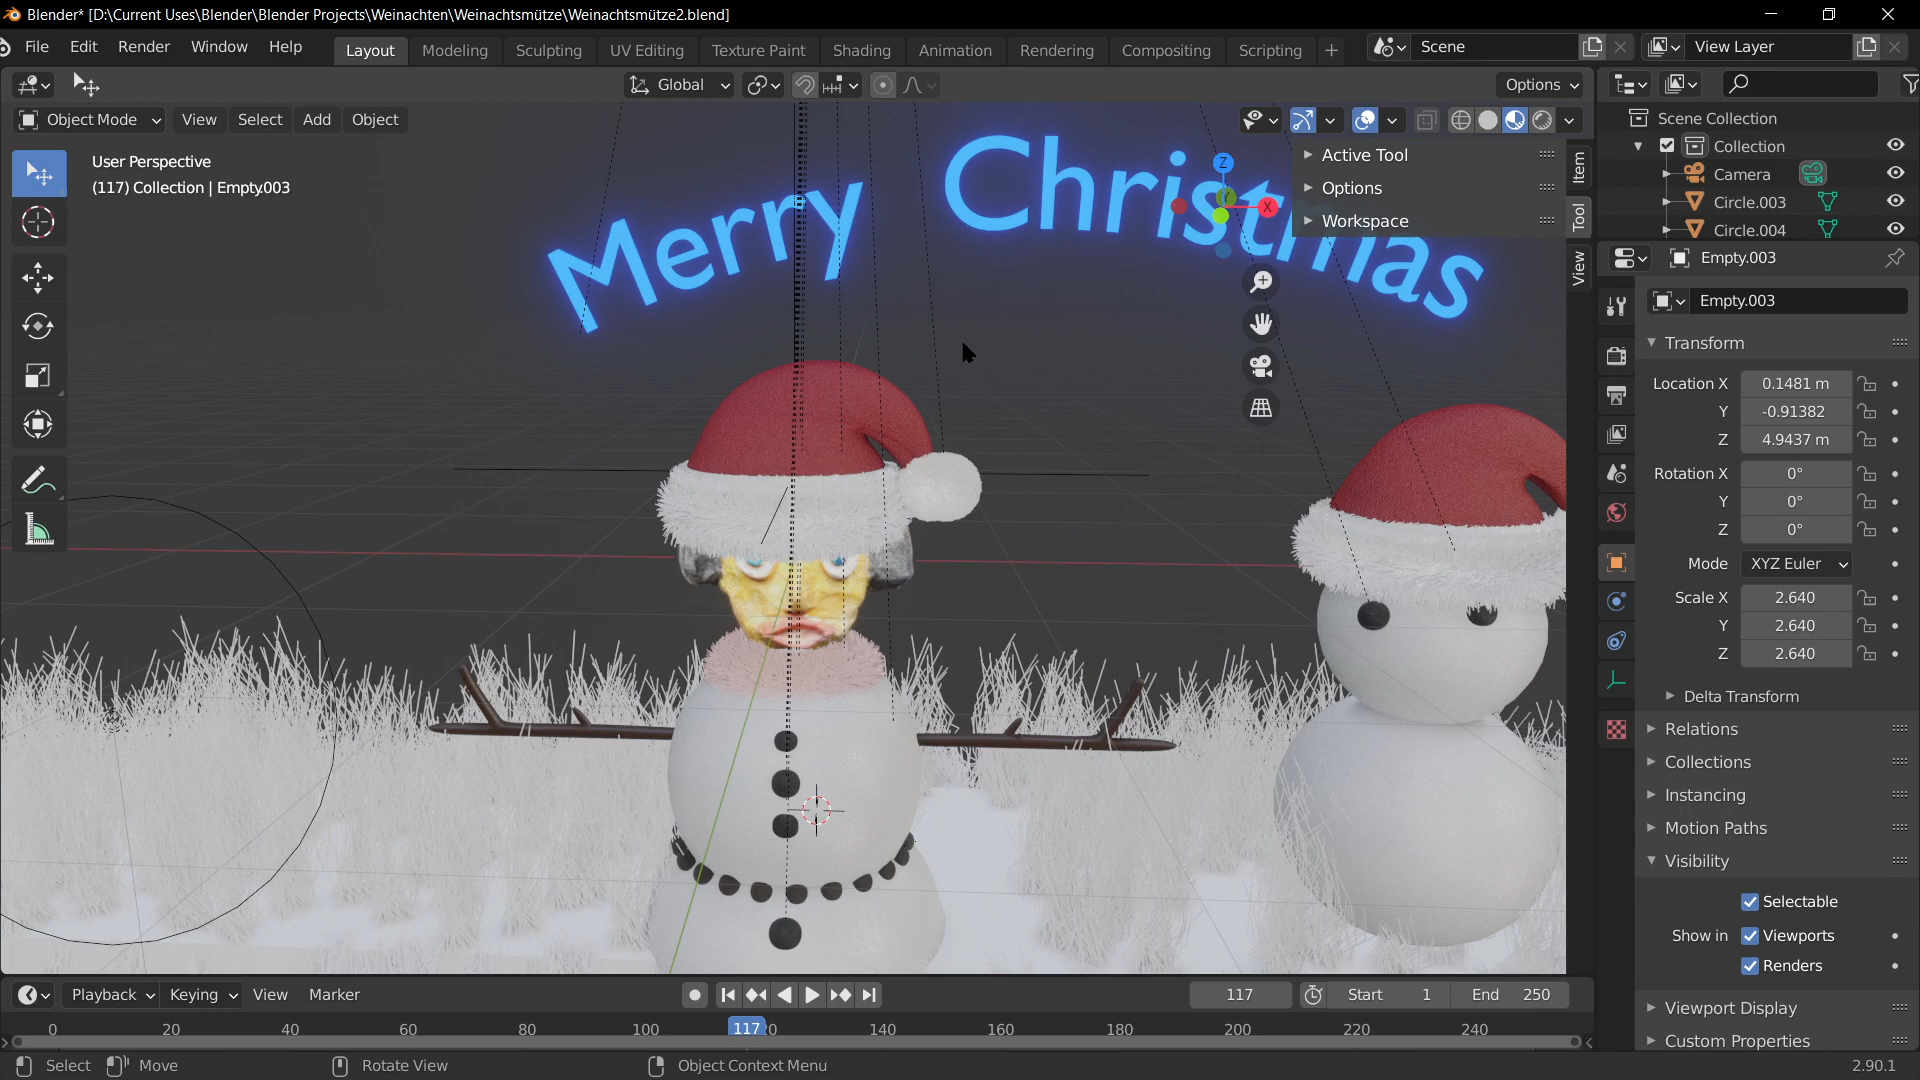 Blender* [D:\Current Uses\Blender\Blender Projects\Weinachten\Weinachtsmütze\Weinachtsmütze2.blend]
File Edit Render Window Help
Layout Modeling Sculpting UV Editing Texture Paint Shading Animation Rendering Compositing Scripting +
Scene
View Layer
Global
Options
Object Mode View Select Add Object
User Perspective
(117) Collection | Empty.003
Merry Christmas
Z
X
Active Tool
Options
Workspace
Item
Tool
View
Scene Collection
Collection
Camera
Circle.003
Circle.004
Empty.003
Empty.003
Transform
Location X 0.1481 m
Y -0.91382
Z 4.9437 m
Rotation X 0°
Y 0°
Z 0°
Mode XYZ Euler
Scale X 2.640
Y 2.640
Z 2.640
Delta Transform
Relations
Collections
Instancing
Motion Paths
Visibility
Selectable
Show in Viewports
Renders
Viewport Display
Custom Properties
Playback Keying View Marker
117
Start 1
End 250
0 20 40 60 80 100 117 140 160 180 200 220 240
Select Move Rotate View Object Context Menu
2.90.1